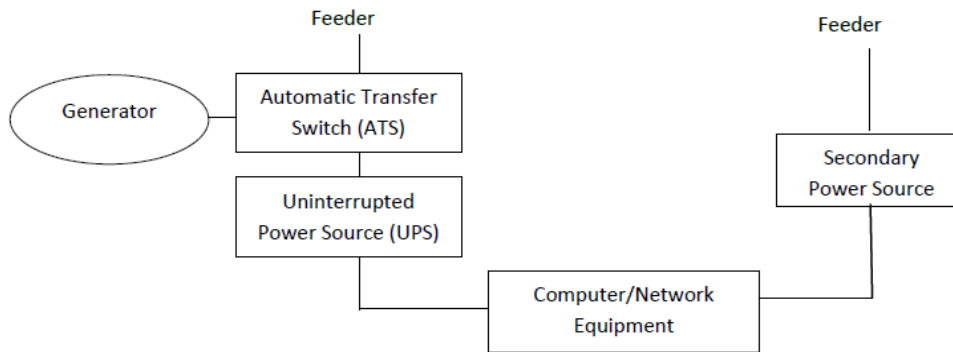 Feeder
Feeder
Generator
Automatic Transfer
Switch (ATS)
Secondary
Power Source
Uninterrupted
Power Source (UPS)
Computer/Network
Equipment